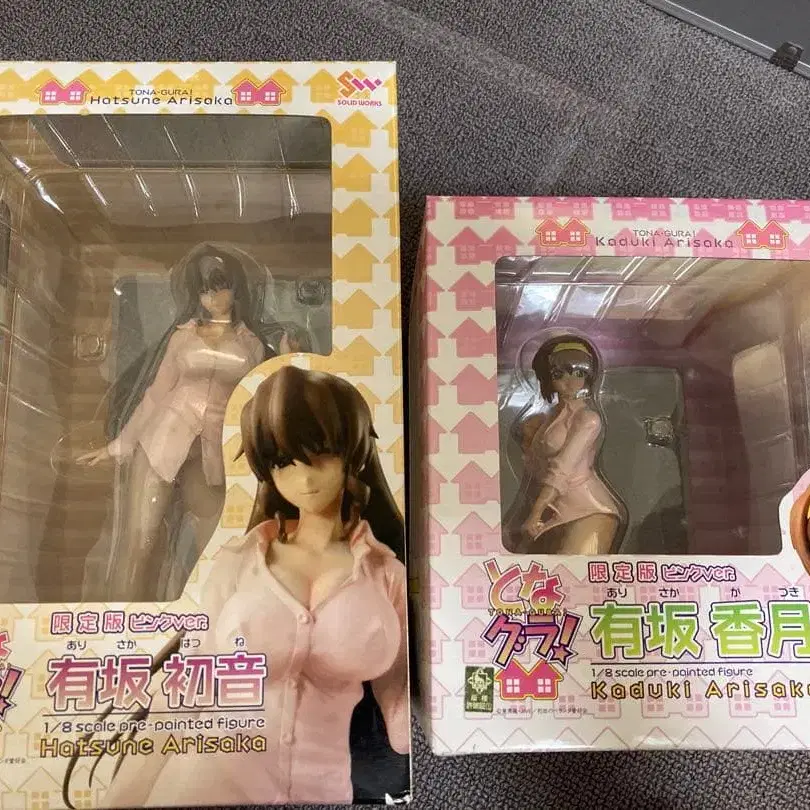 TONA-GURA!
Hatsune Arisaka
SOLID WORKS
限定版 ピンクver.
あり さか はつ ね
有坂 初音
1/8 scale pre-painted figure
Hatsune Arisaka
TONA-GURA!
Kaduki Arisaka
となグラ!
TONA-GURA!
限定版 ピンクver.
あり さか か づき
有坂 香月
1/8 scale pre-painted figure
Kaduki Arisaka